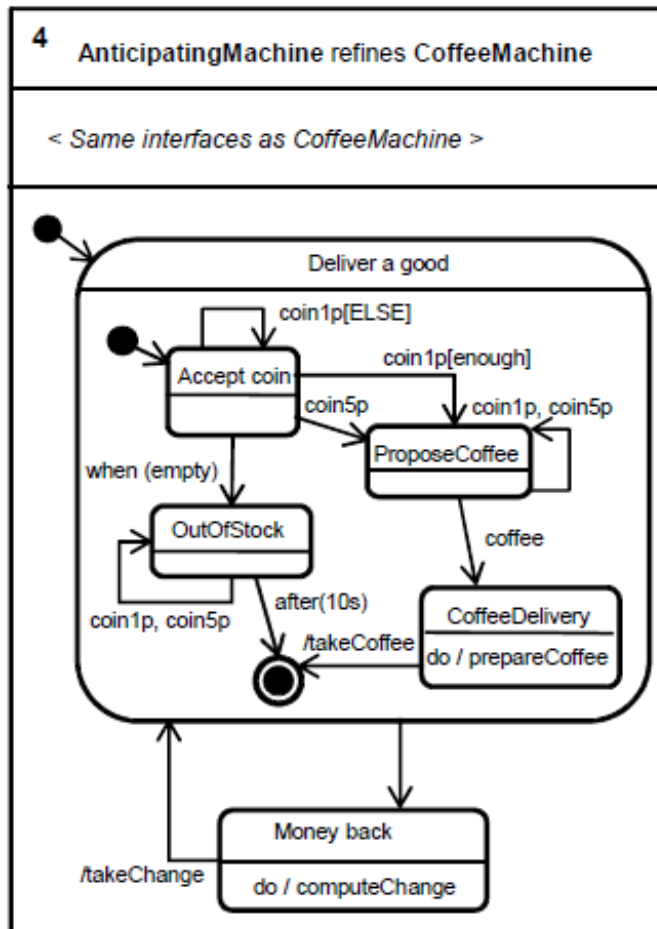 4
AnticipatingMachine refines CoffeeMachine
< Same interfaces as CoffeeMachine >
Deliver a good
coin1p[ELSE]
Accept coin
coin1p[enough]
coin5p
coin1p, coin5p
ProposeCoffee
when (empty)
OutOfStock
coffee
coin1p, coin5p
after(10s)
CoffeeDelivery
/takeCoffee
do / prepareCoffee
Money back
/takeChange
do / computeChange